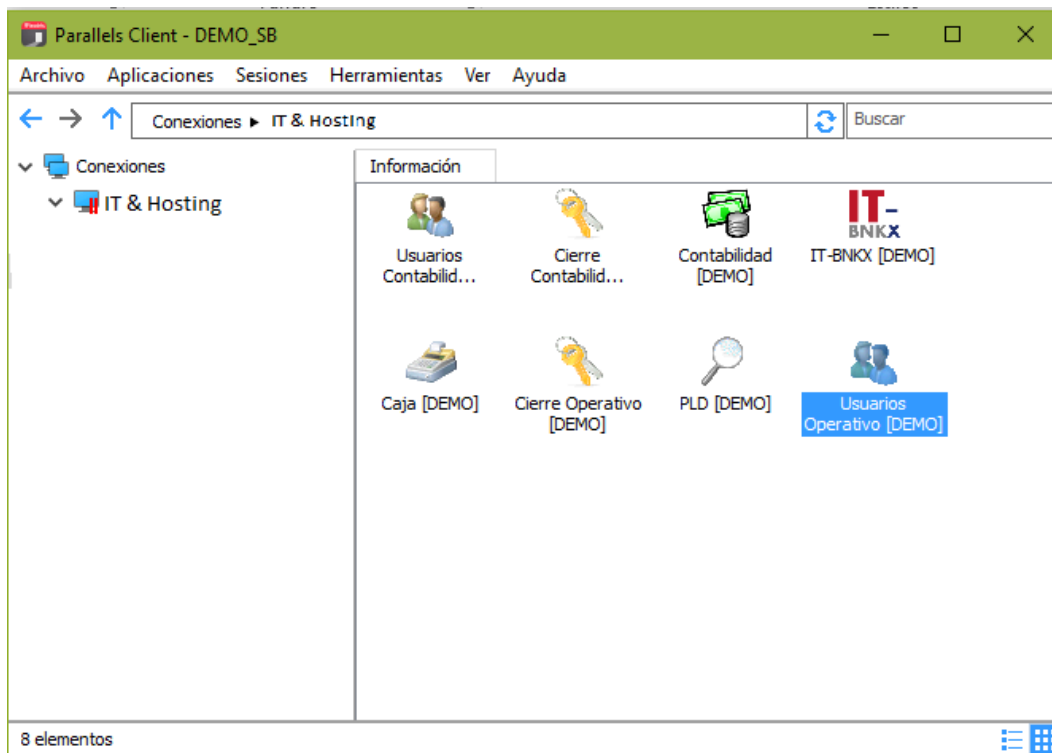 Parallels Client - DEMO_SB
Archivo Aplicaciones Sesiones Herramientas Ver Ayuda
Conexiones ▸ IT & Hosting
Buscar
Conexiones
IT & Hosting
Información
Usuarios
Contabilid...
Cierre
Contabilid...
Contabilidad
[DEMO]
IT-
BNKX
IT-BNKX [DEMO]
Caja [DEMO]
Cierre Operativo
[DEMO]
PLD [DEMO]
Usuarios
Operativo [DEMO]
8 elementos